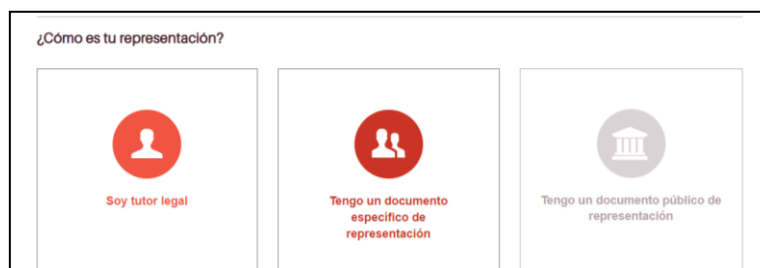 ¿Cómo es tu representación?
Soy tutor legal
Tengo un documento
específico de
representación
Tengo un documento público de
representación